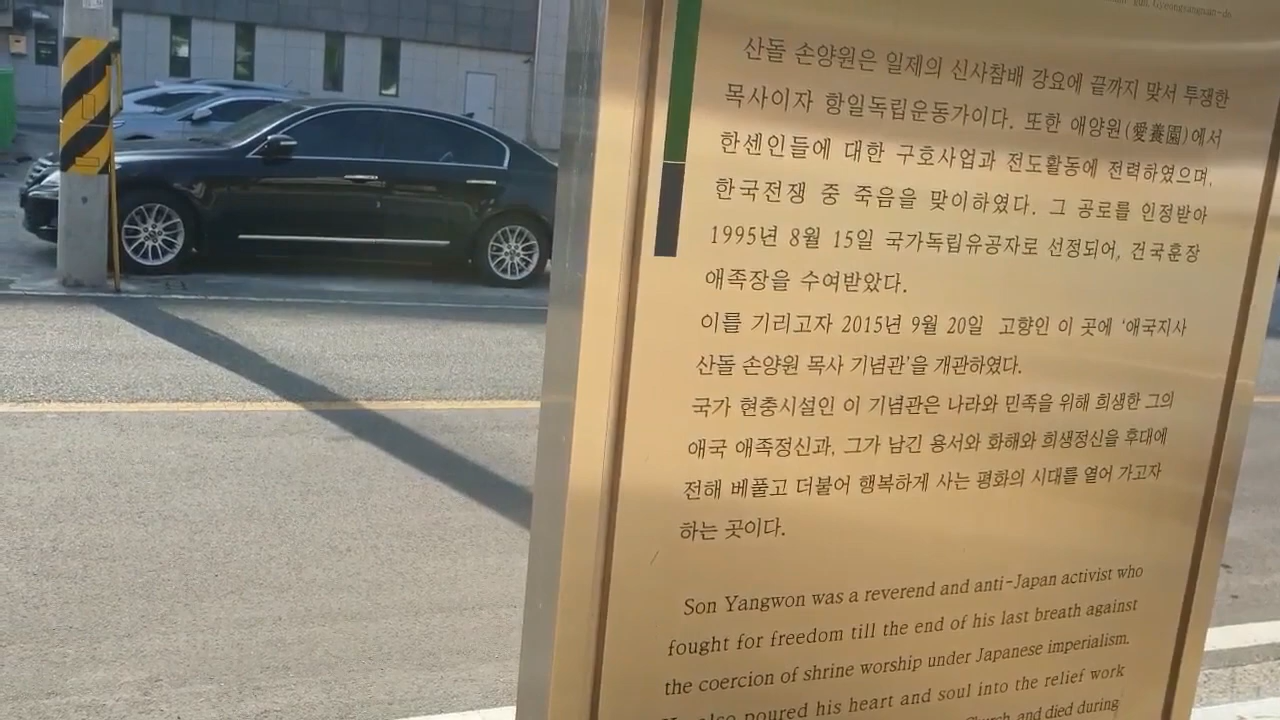 gun, Gyeongsangnam-do
산돌 손양원은 일제의 신사참배 강요에 끝까지 맞서 투쟁한
목사이자 항일독립운동가이다. 또한 애양원(愛養園)에서
한센인들에 대한 구호사업과 전도활동에 전력하였으며,
한국전쟁 중 죽음을 맞이하였다. 그 공로를 인정받아
1995년 8월 15일 국가독립유공자로 선정되어, 건국훈장
애족장을 수여받았다.
이를 기리고자 2015년 9월 20일 고향인 이 곳에 ‘애국지사
산돌 손양원 목사 기념관’을 개관하였다.
국가 현충시설인 이 기념관은 나라와 민족을 위해 희생한 그의
애국 애족정신과, 그가 남긴 용서와 화해와 희생정신을 후대에
전해 베풀고 더불어 행복하게 사는 평화의 시대를 열어 가고자
하는 곳이다.
Son Yangwon was a reverend and anti-Japan activist who
fought for freedom till the end of his last breath against
the coercion of shrine worship under Japanese imperialism.
also poured his heart and soul into the relief work
Church and died during